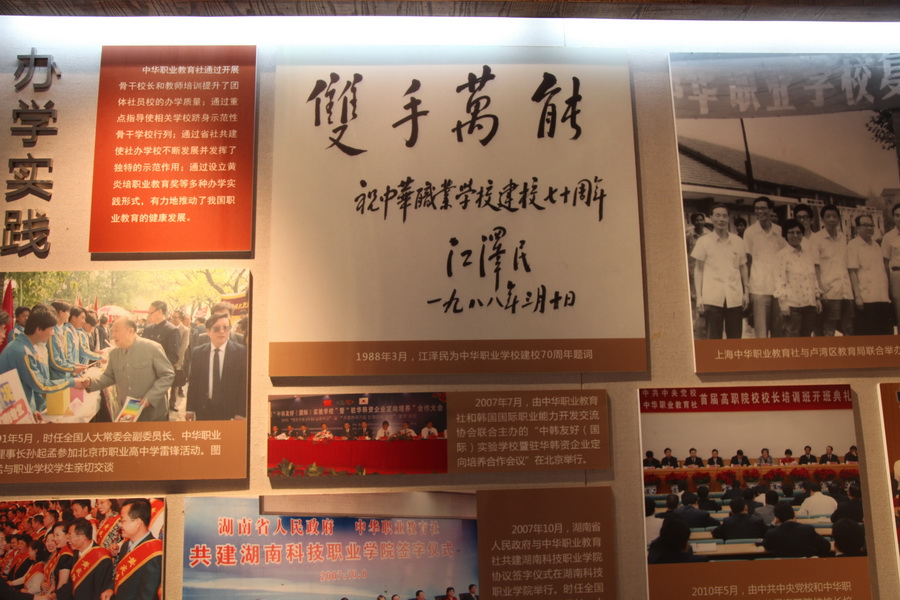 办学实践
中华职业教育社通过开展
骨干校长和教师培训提升了团
体社员校的办学质量；通过重
点指导使相关学校跻身示范性
骨干学校行列；通过省社共建
使社办学校不断发展并发挥了
独特的示范作用；通过设立黄
炎培职业教育奖等多种办学实
践形式，有力地推动了我国职
业教育的健康发展。
雙手萬能
祝中華職業学校建校七十周年
江澤民
一九八八年三月十日
1988年3月，江泽民为中华职业学校建校70周年题词
中华职业学校复
上海中华职业教育社与卢湾区教育局联合举办
91年5月，时任全国人大常委会副委员长、中华职业
理事长孙起孟参加北京市职业高中学雷锋活动。图
孟与职业学校学生亲切交谈
2007年7月，由中华职业教育
社和韩国国际职业能力开发交流
协会联合主办的“中韩友好（国
际）实验学校暨驻华韩资企业定
向培养合作会议”在北京举行。
中共中央党校
中华职业教育社
首届高职院校校长培训班开班典礼
2010年5月，由中共中央党校和中华职
湖南省人民政府 中华职业教育社
共建湖南科技职业学院签字仪式
2007年10月，湖南省
人民政府与中华职业教育
社共建湖南科技职业学院
协议签字仪式在湖南科技
职业学院举行。时任全国